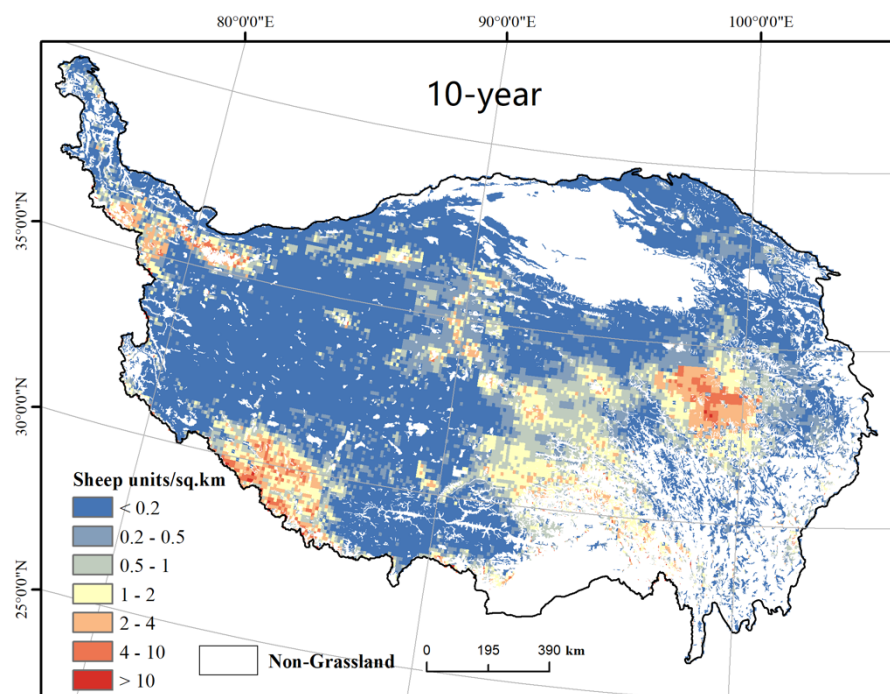 80°0'0"E 90°0'0"E 100°0'0"E
10-year
35°0'0"N
30°0'0"N
25°0'0"N
Sheep units/sq.km
< 0.2
0.2 - 0.5
0.5 - 1
1 - 2
2 - 4
4 - 10
> 10
Non-Grassland
0 195 390 km